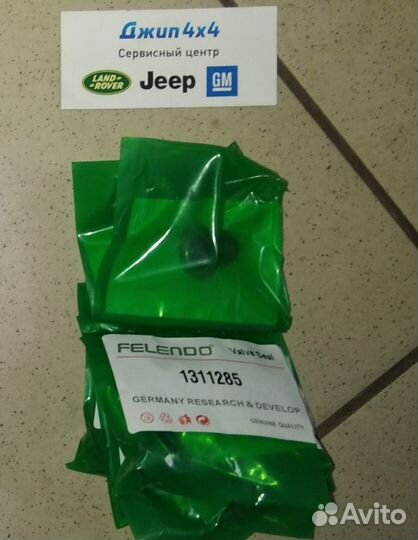 Джип 4x4
Сервисный центр
LAND-
ROVER
Jeep
GM
FELENDO® Valve Seal
1311285
GERMANY RESEARCH & DEVELOP
GENUINE QUALITY
Avito